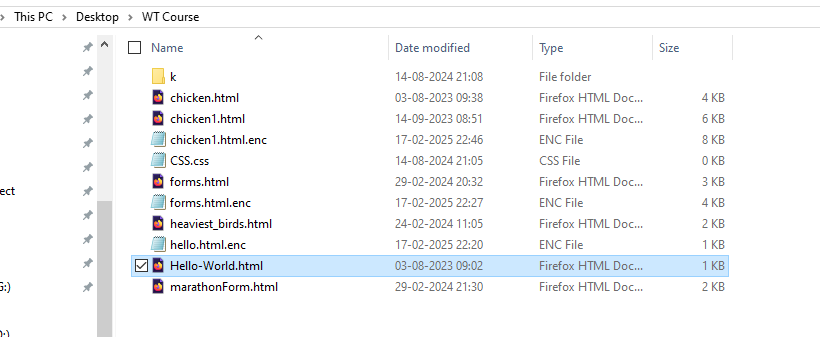 This PC > Desktop > WT Course
Name Date modified Type Size
k 14-08-2024 21:08 File folder
chicken.html 03-08-2023 09:38 Firefox HTML Doc... 4 KB
chicken1.html 14-09-2023 08:51 Firefox HTML Doc... 6 KB
chicken1.html.enc 17-02-2025 22:46 ENC File 8 KB
CSS.css 14-08-2024 21:05 CSS File 0 KB
forms.html 29-02-2024 20:32 Firefox HTML Doc... 3 KB
ect
forms.html.enc 17-02-2025 22:27 ENC File 4 KB
heaviest_birds.html 24-02-2024 11:05 Firefox HTML Doc... 2 KB
hello.html.enc 17-02-2025 22:20 ENC File 1 KB
Hello-World.html 03-08-2023 09:02 Firefox HTML Doc... 1 KB
G:)
marathonForm.html 29-02-2024 21:30 Firefox HTML Doc... 2 KB